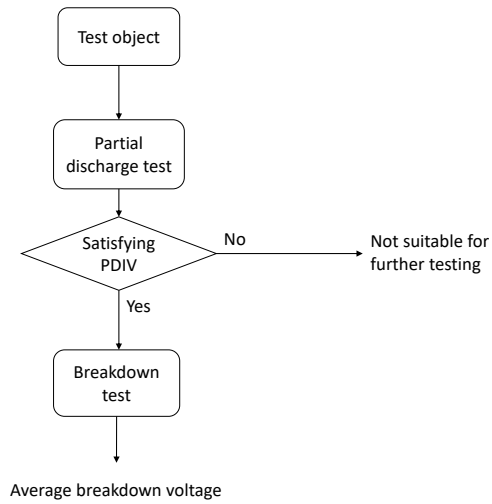 Test object
Partial
discharge test
Satisfying
PDIV
No
Not suitable for
further testing
Yes
Breakdown
test
Average breakdown voltage